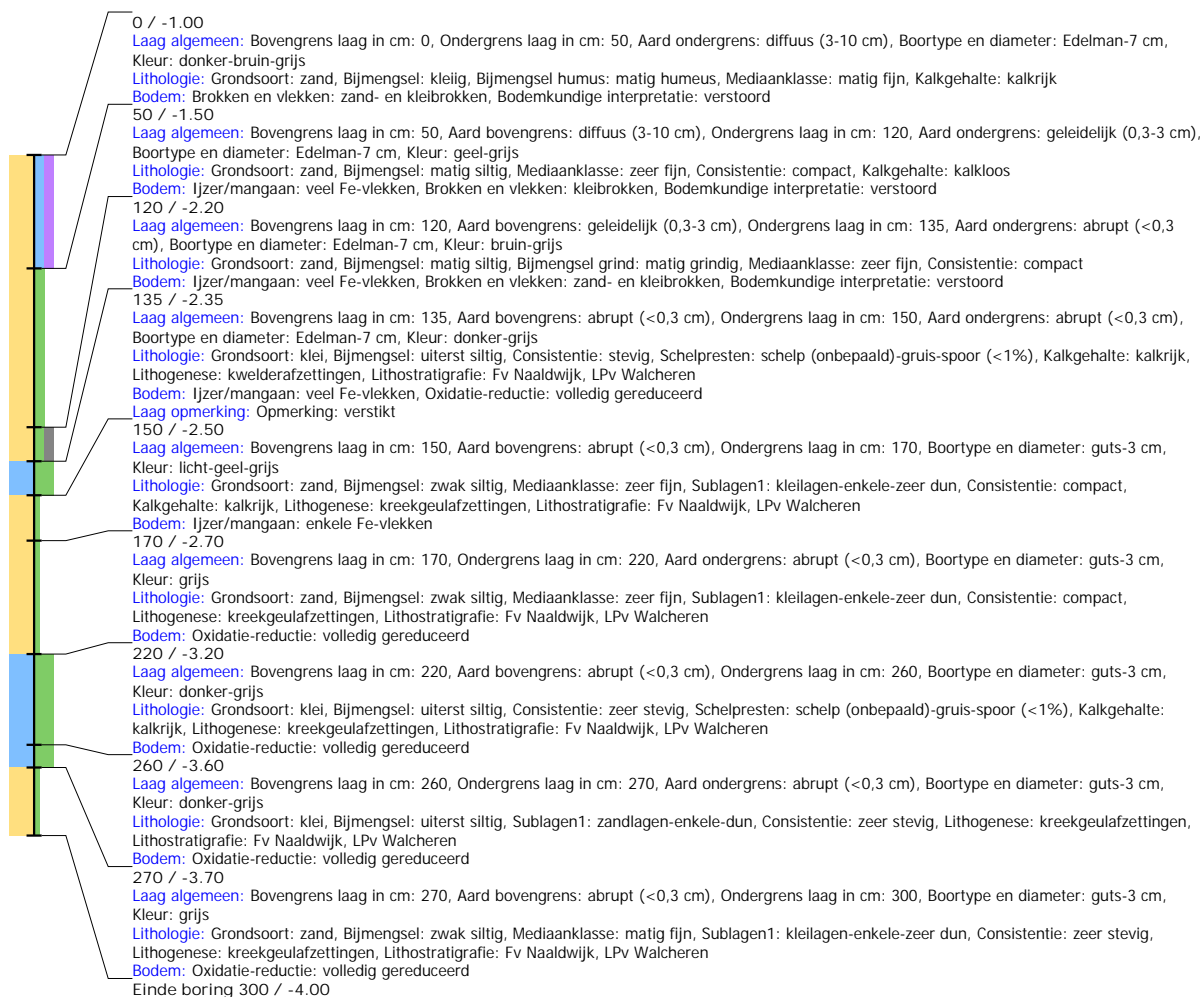 0 / -1.00
Laag algemeen: Bovengrens laag in cm: 0, Ondergrens laag in cm: 50, Aard ondergrens: diffuus (3-10 cm), Boortype en diameter: Edelman-7 cm,
Kleur: donker-bruin-grijs
Lithologie: Grondsoort: zand, Bijmengsel: kleiig, Bijmengsel humus: matig humeus, Mediaanklasse: matig fijn, Kalkgehalte: kalkrijk
Bodem: Brokken en vlekken: zand- en kleibrokken, Bodemkundige interpretatie: verstoord
50 / -1.50
Laag algemeen: Bovengrens laag in cm: 50, Aard bovengrens: diffuus (3-10 cm), Ondergrens laag in cm: 120, Aard ondergrens: geleidelijk (0,3-3 cm),
Boortype en diameter: Edelman-7 cm, Kleur: geel-grijs
Lithologie: Grondsoort: zand, Bijmengsel: matig siltig, Mediaanklasse: zeer fijn, Consistentie: compact, Kalkgehalte: kalkloos
Bodem: Ijzer/mangaan: veel Fe-vlekken, Brokken en vlekken: kleibrokken, Bodemkundige interpretatie: verstoord
120 / -2.20
Laag algemeen: Bovengrens laag in cm: 120, Aard bovengrens: geleidelijk (0,3-3 cm), Ondergrens laag in cm: 135, Aard ondergrens: abrupt (<0,3
cm), Boortype en diameter: Edelman-7 cm, Kleur: bruin-grijs
Lithologie: Grondsoort: zand, Bijmengsel: matig siltig, Bijmengsel grind: matig grindig, Mediaanklasse: zeer fijn, Consistentie: compact
Bodem: Ijzer/mangaan: veel Fe-vlekken, Brokken en vlekken: zand- en kleibrokken, Bodemkundige interpretatie: verstoord
135 / -2.35
Laag algemeen: Bovengrens laag in cm: 135, Aard bovengrens: abrupt (<0,3 cm), Ondergrens laag in cm: 150, Aard ondergrens: abrupt (<0,3 cm),
Boortype en diameter: Edelman-7 cm, Kleur: donker-grijs
Lithologie: Grondsoort: klei, Bijmengsel: uiterst siltig, Consistentie: stevig, Schelpresten: schelp (onbepaald)-gruis-spoor (<1%), Kalkgehalte: kalkrijk,
Lithogenese: kwelderafzettingen, Lithostratigrafie: Fv Naaldwijk, LPv Walcheren
Bodem: Ijzer/mangaan: veel Fe-vlekken, Oxidatie-reductie: volledig gereduceerd
Laag opmerking: Opmerking: verstikt
150 / -2.50
Laag algemeen: Bovengrens laag in cm: 150, Aard bovengrens: abrupt (<0,3 cm), Ondergrens laag in cm: 170, Boortype en diameter: guts-3 cm,
Kleur: licht-geel-grijs
Lithologie: Grondsoort: zand, Bijmengsel: zwak siltig, Mediaanklasse: zeer fijn, Sublagen1: kleilagen-enkele-zeer dun, Consistentie: compact,
Kalkgehalte: kalkrijk, Lithogenese: kreekgeulafzettingen, Lithostratigrafie: Fv Naaldwijk, LPv Walcheren
Bodem: Ijzer/mangaan: enkele Fe-vlekken
170 / -2.70
Laag algemeen: Bovengrens laag in cm: 170, Ondergrens laag in cm: 220, Aard ondergrens: abrupt (<0,3 cm), Boortype en diameter: guts-3 cm,
Kleur: grijs
Lithologie: Grondsoort: zand, Bijmengsel: zwak siltig, Mediaanklasse: zeer fijn, Sublagen1: kleilagen-enkele-zeer dun, Consistentie: compact,
Lithogenese: kreekgeulafzettingen, Lithostratigrafie: Fv Naaldwijk, LPv Walcheren
Bodem: Oxidatie-reductie: volledig gereduceerd
220 / -3.20
Laag algemeen: Bovengrens laag in cm: 220, Aard bovengrens: abrupt (<0,3 cm), Ondergrens laag in cm: 260, Boortype en diameter: guts-3 cm,
Kleur: donker-grijs
Lithologie: Grondsoort: klei, Bijmengsel: uiterst siltig, Consistentie: zeer stevig, Schelpresten: schelp (onbepaald)-gruis-spoor (<1%), Kalkgehalte:
kalkrijk, Lithogenese: kreekgeulafzettingen, Lithostratigrafie: Fv Naaldwijk, LPv Walcheren
Bodem: Oxidatie-reductie: volledig gereduceerd
260 / -3.60
Laag algemeen: Bovengrens laag in cm: 260, Ondergrens laag in cm: 270, Aard ondergrens: abrupt (<0,3 cm), Boortype en diameter: guts-3 cm,
Kleur: donker-grijs
Lithologie: Grondsoort: klei, Bijmengsel: uiterst siltig, Sublagen1: zandlagen-enkele-dun, Consistentie: zeer stevig, Lithogenese: kreekgeulafzettingen,
Lithostratigrafie: Fv Naaldwijk, LPv Walcheren
Bodem: Oxidatie-reductie: volledig gereduceerd
270 / -3.70
Laag algemeen: Bovengrens laag in cm: 270, Aard bovengrens: abrupt (<0,3 cm), Ondergrens laag in cm: 300, Boortype en diameter: guts-3 cm,
Kleur: grijs
Lithologie: Grondsoort: zand, Bijmengsel: zwak siltig, Mediaanklasse: matig fijn, Sublagen1: kleilagen-enkele-zeer dun, Consistentie: zeer stevig,
Lithogenese: kreekgeulafzettingen, Lithostratigrafie: Fv Naaldwijk, LPv Walcheren
Bodem: Oxidatie-reductie: volledig gereduceerd
Einde boring 300 / -4.00